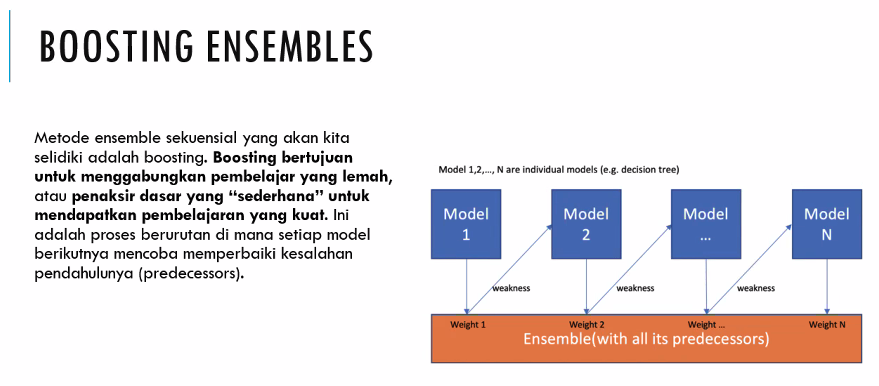 BOOSTING ENSEMBLES
Metode ensemble sekuensial yang akan kita
selidiki adalah boosting. Boosting bertujuan
untuk menggabungkan pembelajar yang lemah,
atau penaksir dasar yang “sederhana” untuk
mendapatkan pembelajaran yang kuat. Ini
adalah proses berurutan di mana setiap model
berikutnya mencoba memperbaiki kesalahan
pendahulunya (predecessors).
Model 1,2,..., N are individual models (e.g. decision tree)
Model
1
Model
2
Model
...
Model
N
weakness
weakness
weakness
Weight 1
Weight 2
Weight ...
Weight N
Ensemble(with all its predecessors)